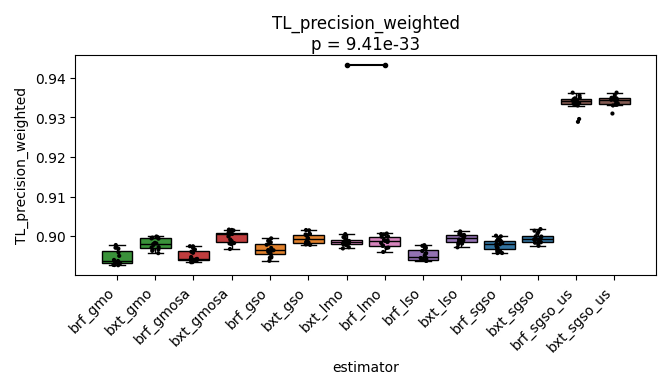 TL_precision_weighted
p = 9.41e-33
TL_precision_weighted
0.94
0.93
0.92
0.91
0.90
brf_gmo
bxt_gmo
brf_gmosa
bxt_gmosa
brf_gso
bxt_gso
bxt_lmo
brf_lmo
brf_lso
bxt_lso
brf_sgso
bxt_sgso
brf_sgso_us
bxt_sgso_us
estimator